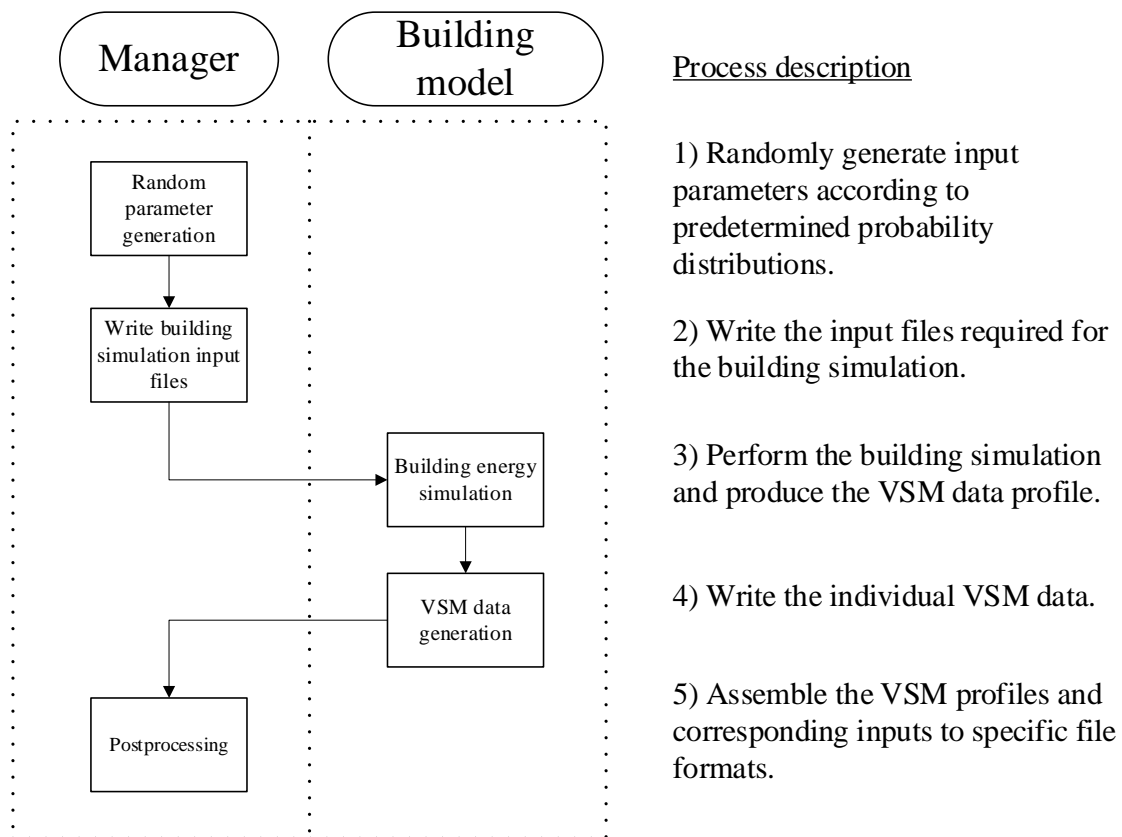 Manager
Building
model
Process description
Random
parameter
generation
1) Randomly generate input
parameters according to
predetermined probability
distributions.
Write building
simulation input
files
2) Write the input files required for
the building simulation.
Building energy
simulation
3) Perform the building simulation
and produce the VSM data profile.
VSM data
generation
4) Write the individual VSM data.
Postprocessing
5) Assemble the VSM profiles and
corresponding inputs to specific file
formats.